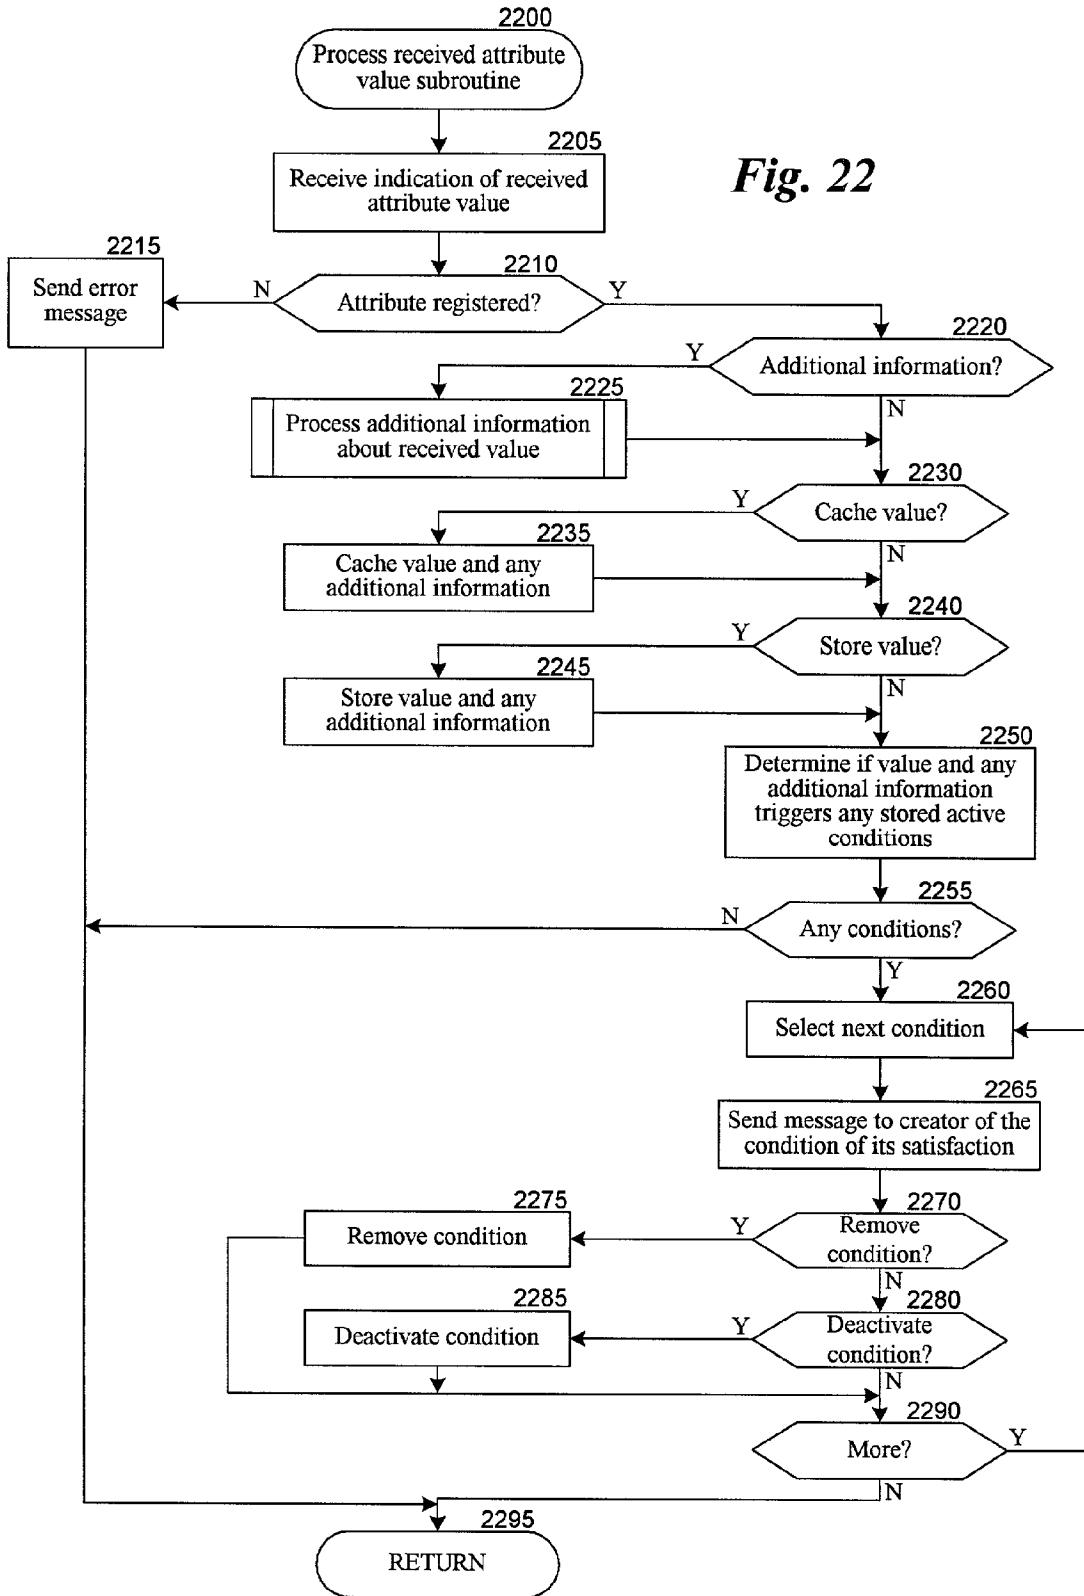 2200
Process received attribute
value subroutine
2205
Receive indication of received
attribute value
Fig. 22
2215
Send error
message
N
2210
Attribute registered?
Y
2220
Y
Additional information?
N
2225
Process additional information
about received value
2230
Y
Cache value?
N
2235
Cache value and any
additional information
2240
Y
Store value?
N
2245
Store value and any
additional information
2250
Determine if value and any
additional information
triggers any stored active
conditions
2255
N
Any conditions?
Y
2260
Select next condition
2265
Send message to creator of the
condition of its satisfaction
2270
Remove
condition?
Y
N
2275
Remove condition
2280
Deactivate
condition?
Y
N
2285
Deactivate condition
2290
More?
Y
N
2295
RETURN